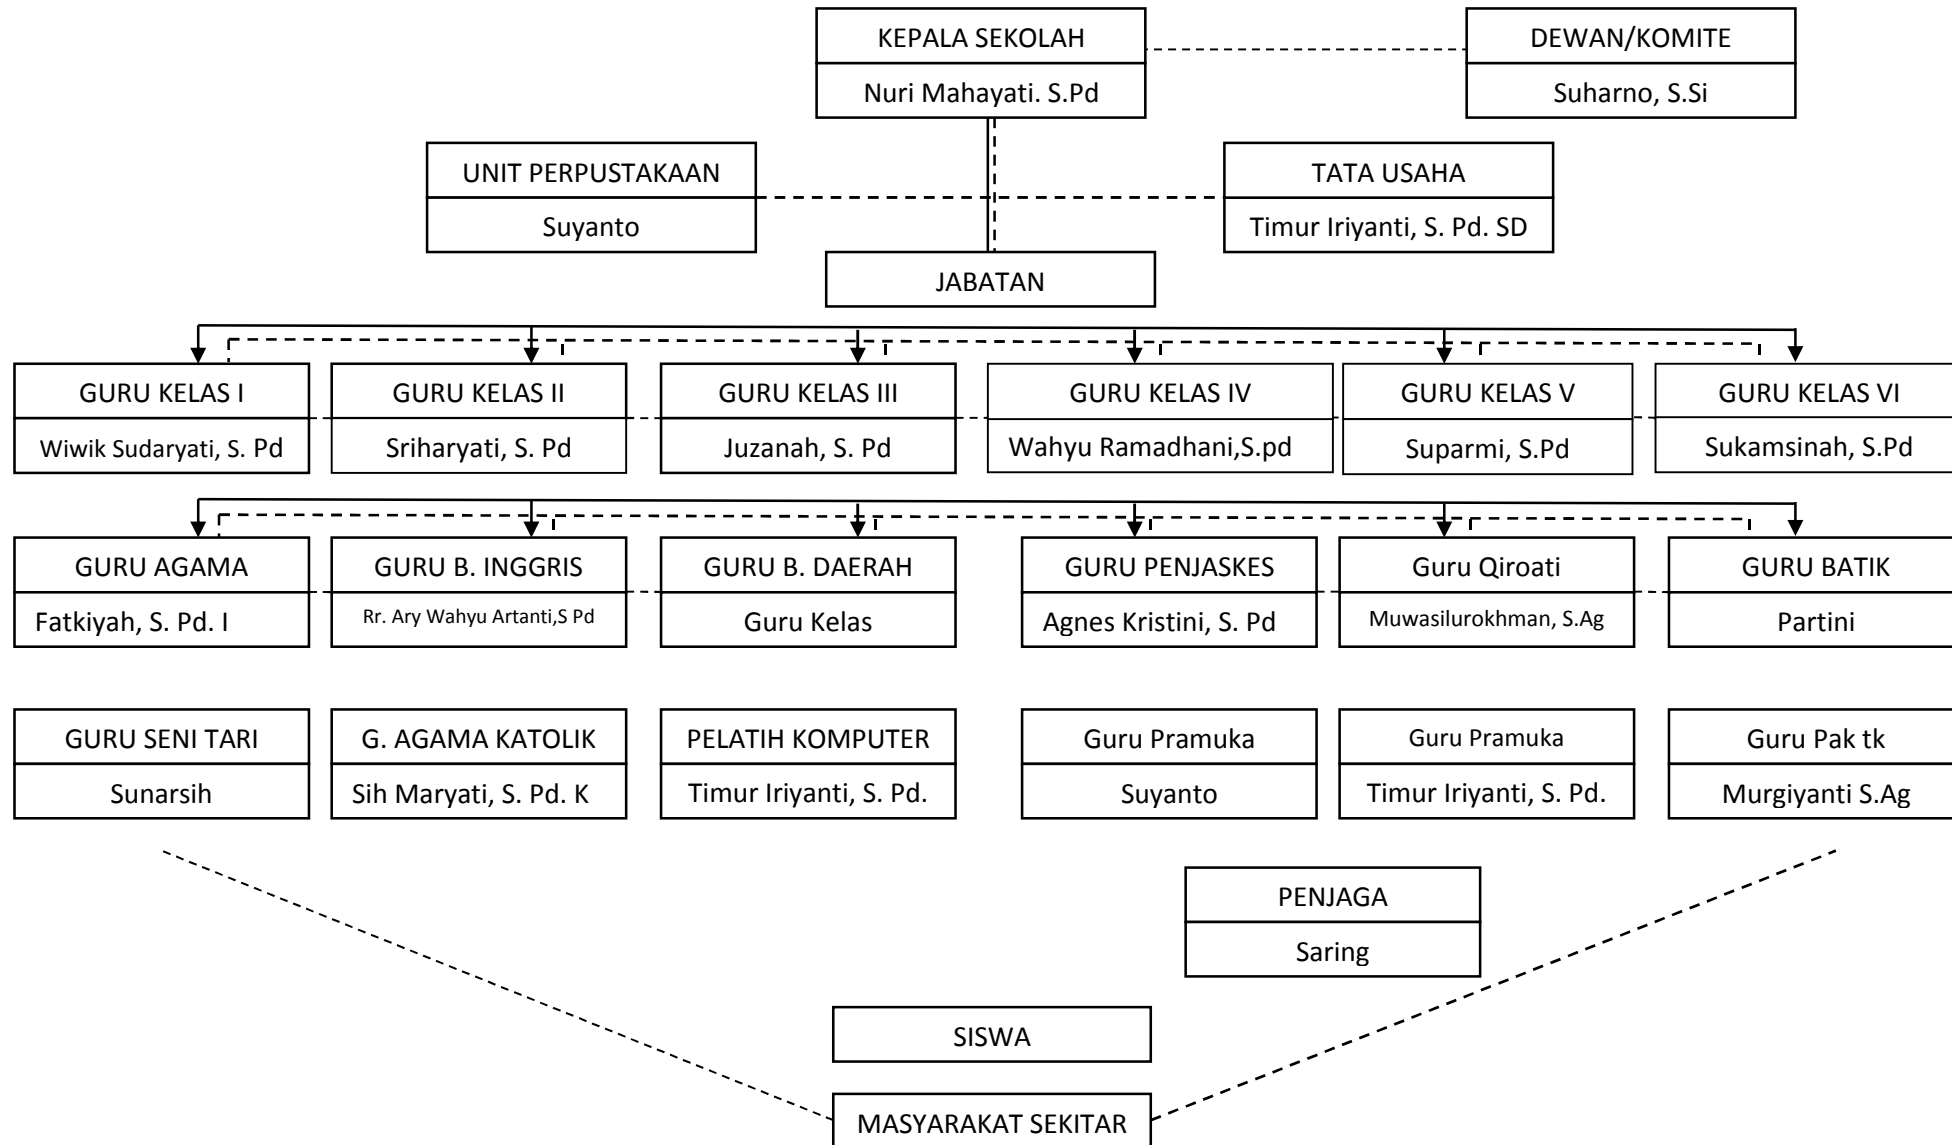 KEPALA SEKOLAH
Nuri Mahayati. S.Pd
DEWAN/KOMITE
Suharno, S.Si
UNIT PERPUSTAKAAN
Suyanto
TATA USAHA
Timur Iriyanti, S. Pd. SD
JABATAN
GURU KELAS I
Wiwik Sudaryati, S. Pd
GURU KELAS II
Sriharyati, S. Pd
GURU KELAS III
Juzanah, S. Pd
GURU KELAS IV
Wahyu Ramadhani,S.pd
GURU KELAS V
Suparmi, S.Pd
GURU KELAS VI
Sukamsinah, S.Pd
GURU AGAMA
Fatkiyah, S. Pd. I
GURU B. INGGRIS
Rr. Ary Wahyu Artanti,S Pd
GURU B. DAERAH
Guru Kelas
GURU PENJASKES
Agnes Kristini, S. Pd
Guru Qiroati
Muwasilurokhman, S.Ag
GURU BATIK
Partini
GURU SENI TARI
Sunarsih
G. AGAMA KATOLIK
Sih Maryati, S. Pd. K
PELATIH KOMPUTER
Timur Iriyanti, S. Pd.
Guru Pramuka
Suyanto
Guru Pramuka
Timur Iriyanti, S. Pd.
Guru Pak tk
Murgiyanti S.Ag
PENJAGA
Saring
SISWA
MASYARAKAT SEKITAR